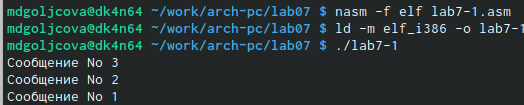 mdgoljcova@dk4n64 ~/work/arch-pc/lab07 $ nasm -f elf lab7-1.asm
mdgoljcova@dk4n64 ~/work/arch-pc/lab07 $ ld -m elf_i386 -o lab7-1
mdgoljcova@dk4n64 ~/work/arch-pc/lab07 $ ./lab7-1
Сообщение No 3
Сообщение No 2
Сообщение No 1